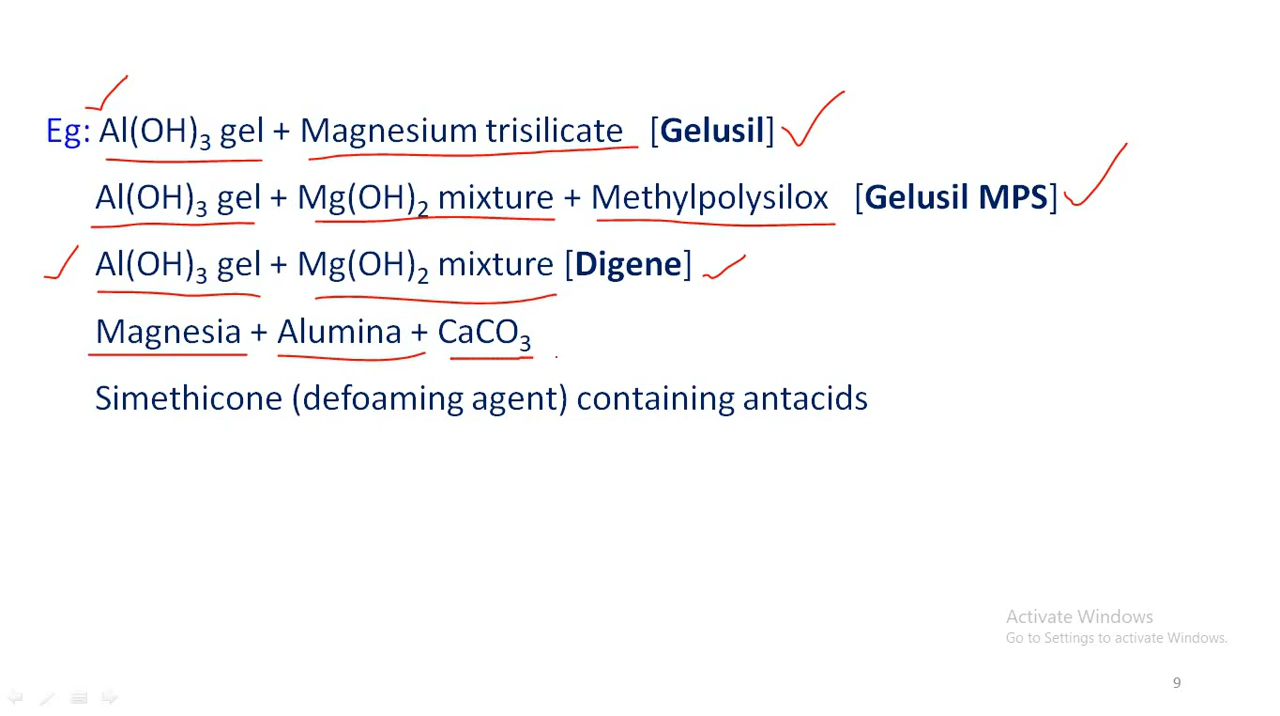 Eg: Al(OH)₃ gel + Magnesium trisilicate [Gelusil]
Al(OH)₃ gel + Mg(OH)₂ mixture + Methylpolysilox [Gelusil MPS]
Al(OH)₃ gel + Mg(OH)₂ mixture [Digene]
Magnesia + Alumina + CaCO₃
Simethicone (defoaming agent) containing antacids
Activate Windows
Go to Settings to activate Windows.
9